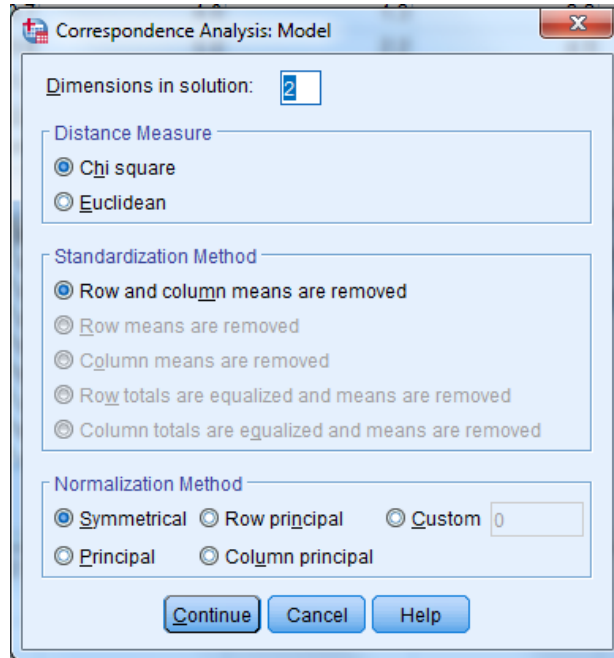 Correspondence Analysis: Model
Dimensions in solution: 2
Distance Measure
Chi square
Euclidean
Standardization Method
Row and column means are removed
Row means are removed
Column means are removed
Row totals are equalized and means are removed
Column totals are equalized and means are removed
Normalization Method
Symmetrical Row principal Custom 0
Principal Column principal
Continue Cancel Help